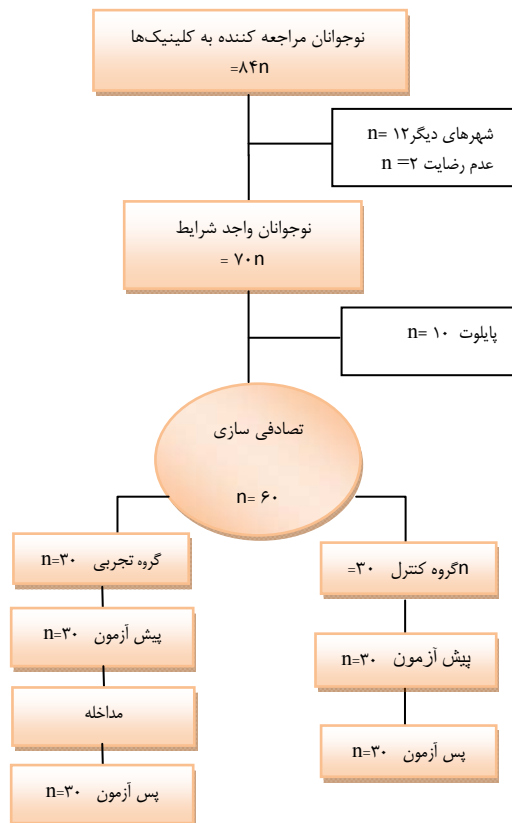 نوجوانان مراجعه کننده به کلینیک‌ها
=۸۴n
شهرهای دیگر۱۲ =n
عدم رضایت ۲= n
نوجوانان واجد شرایط
= ۷۰n
پایلوت ۱۰ =n
تصادفی سازی
n= ۶۰
گروه تجربی n=۳۰
nگروه کنترل ۳۰=
پیش آزمون n=۳۰
پیش آزمون n=۳۰
مداخله
پس آزمون n=۳۰
پس آزمون n=۳۰